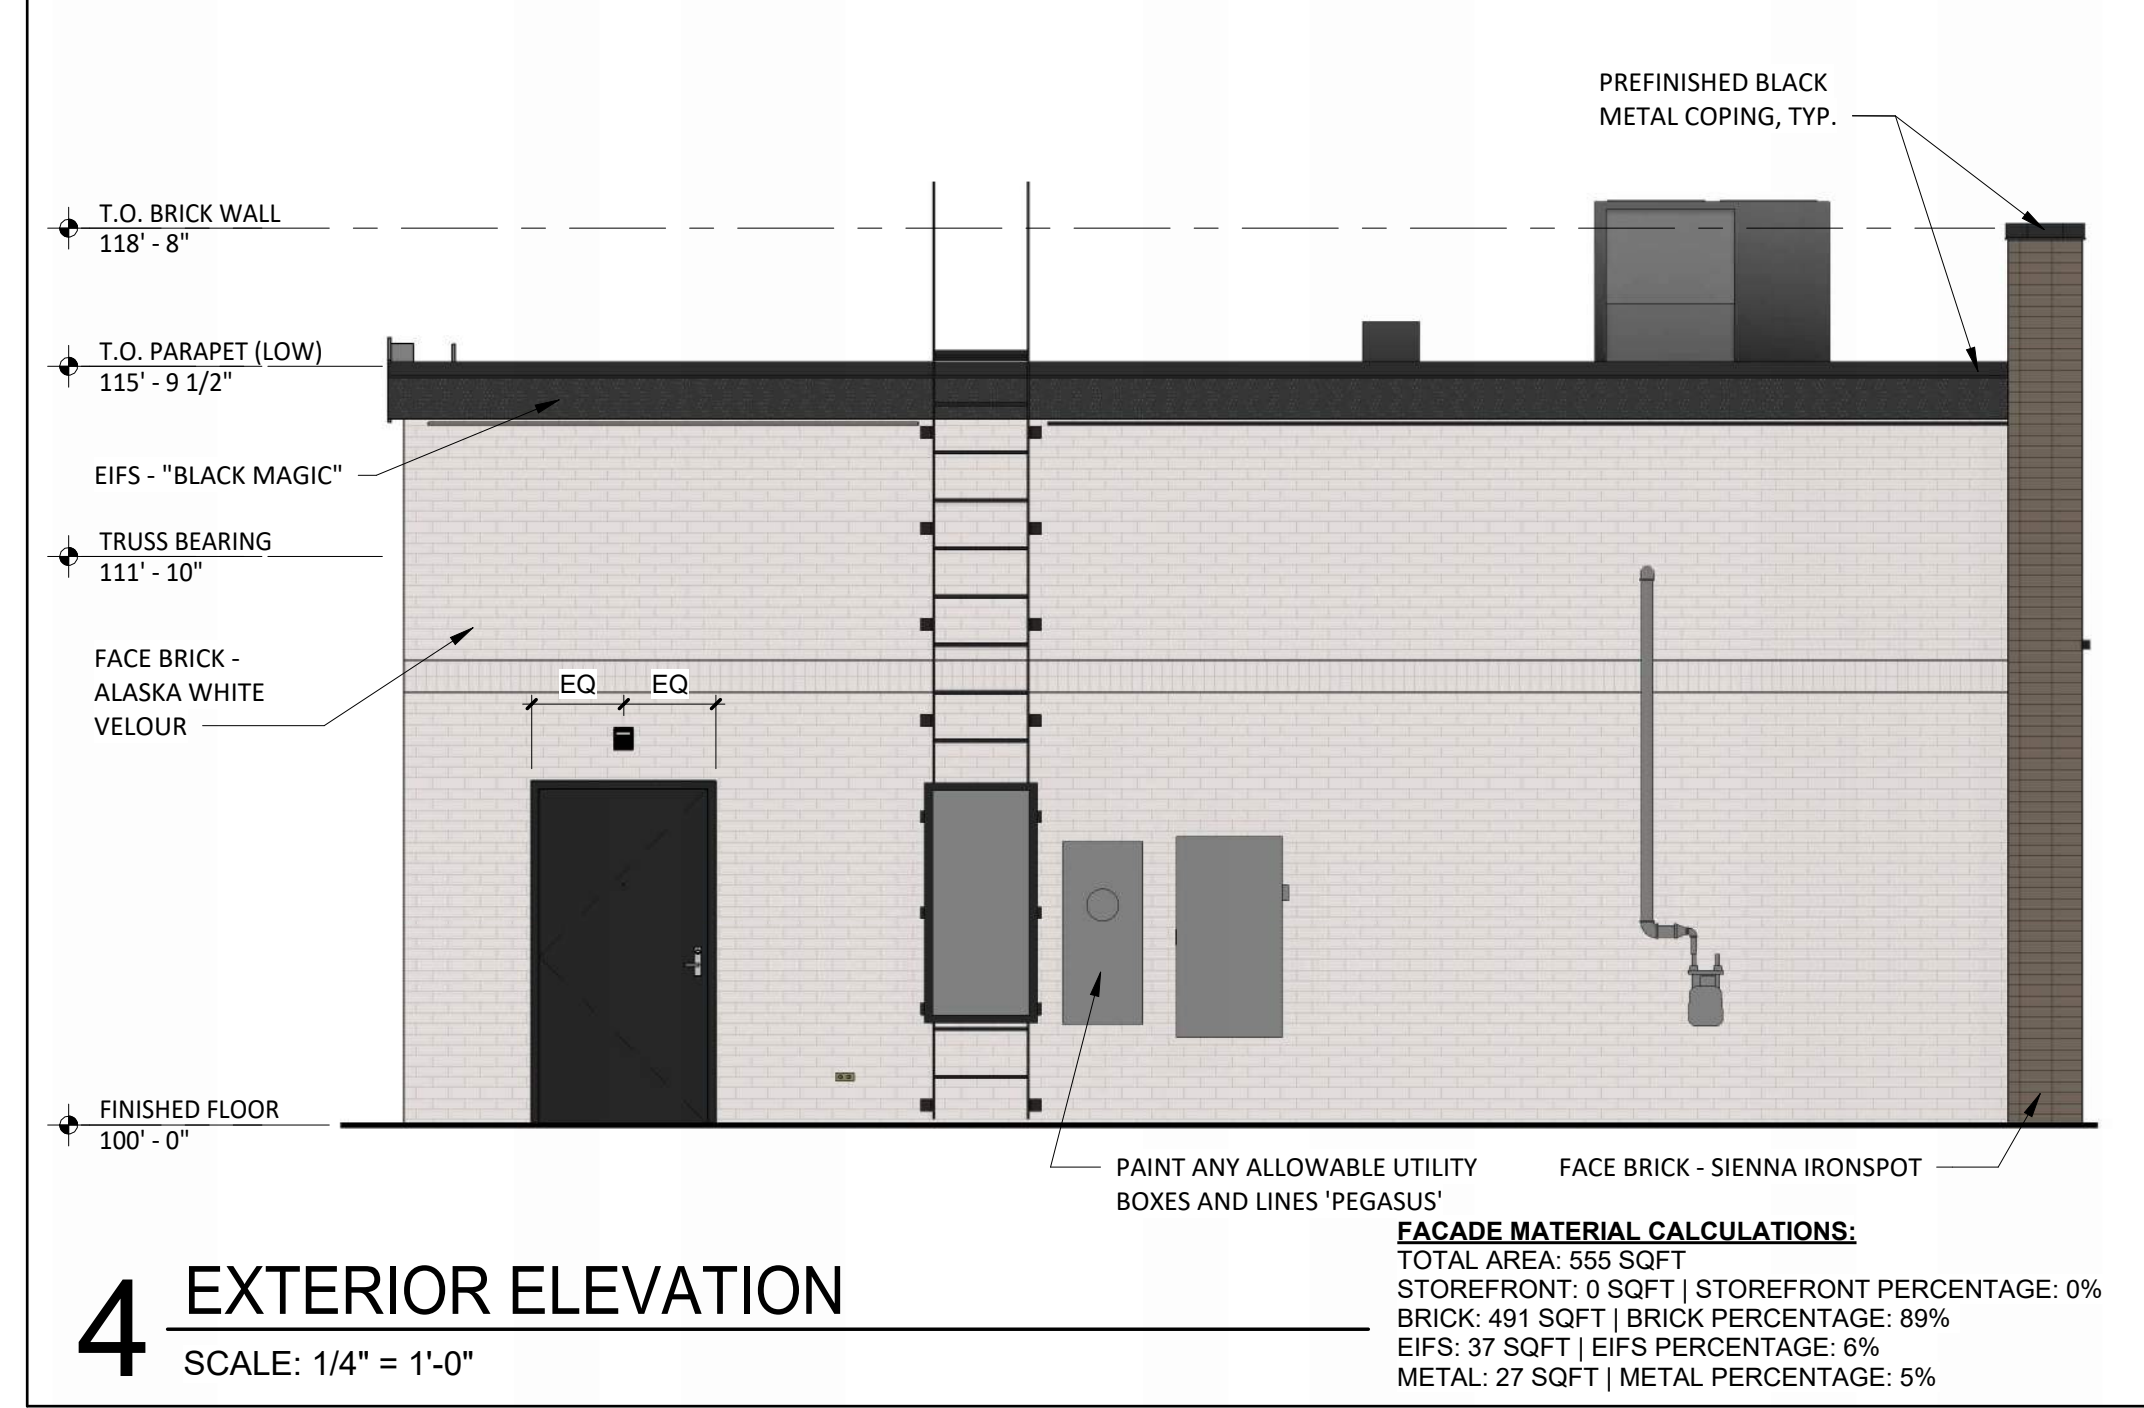 PREFINISHED BLACK
METAL COPING, TYP.
T.O. BRICK WALL
118' - 8"
T.O. PARAPET (LOW)
115' - 9 1/2"
EIFS - "BLACK MAGIC"
TRUSS BEARING
111' - 10"
FACE BRICK -
ALASKA WHITE
VELOUR
EQ EQ
FINISHED FLOOR
100' - 0"
PAINT ANY ALLOWABLE UTILITY
BOXES AND LINES 'PEGASUS'
FACE BRICK - SIENNA IRONSPOT
4 EXTERIOR ELEVATION
SCALE: 1/4" = 1'-0"
FACADE MATERIAL CALCULATIONS:
TOTAL AREA: 555 SQFT
STOREFRONT: 0 SQFT | STOREFRONT PERCENTAGE: 0%
BRICK: 491 SQFT | BRICK PERCENTAGE: 89%
EIFS: 37 SQFT | EIFS PERCENTAGE: 6%
METAL: 27 SQFT | METAL PERCENTAGE: 5%